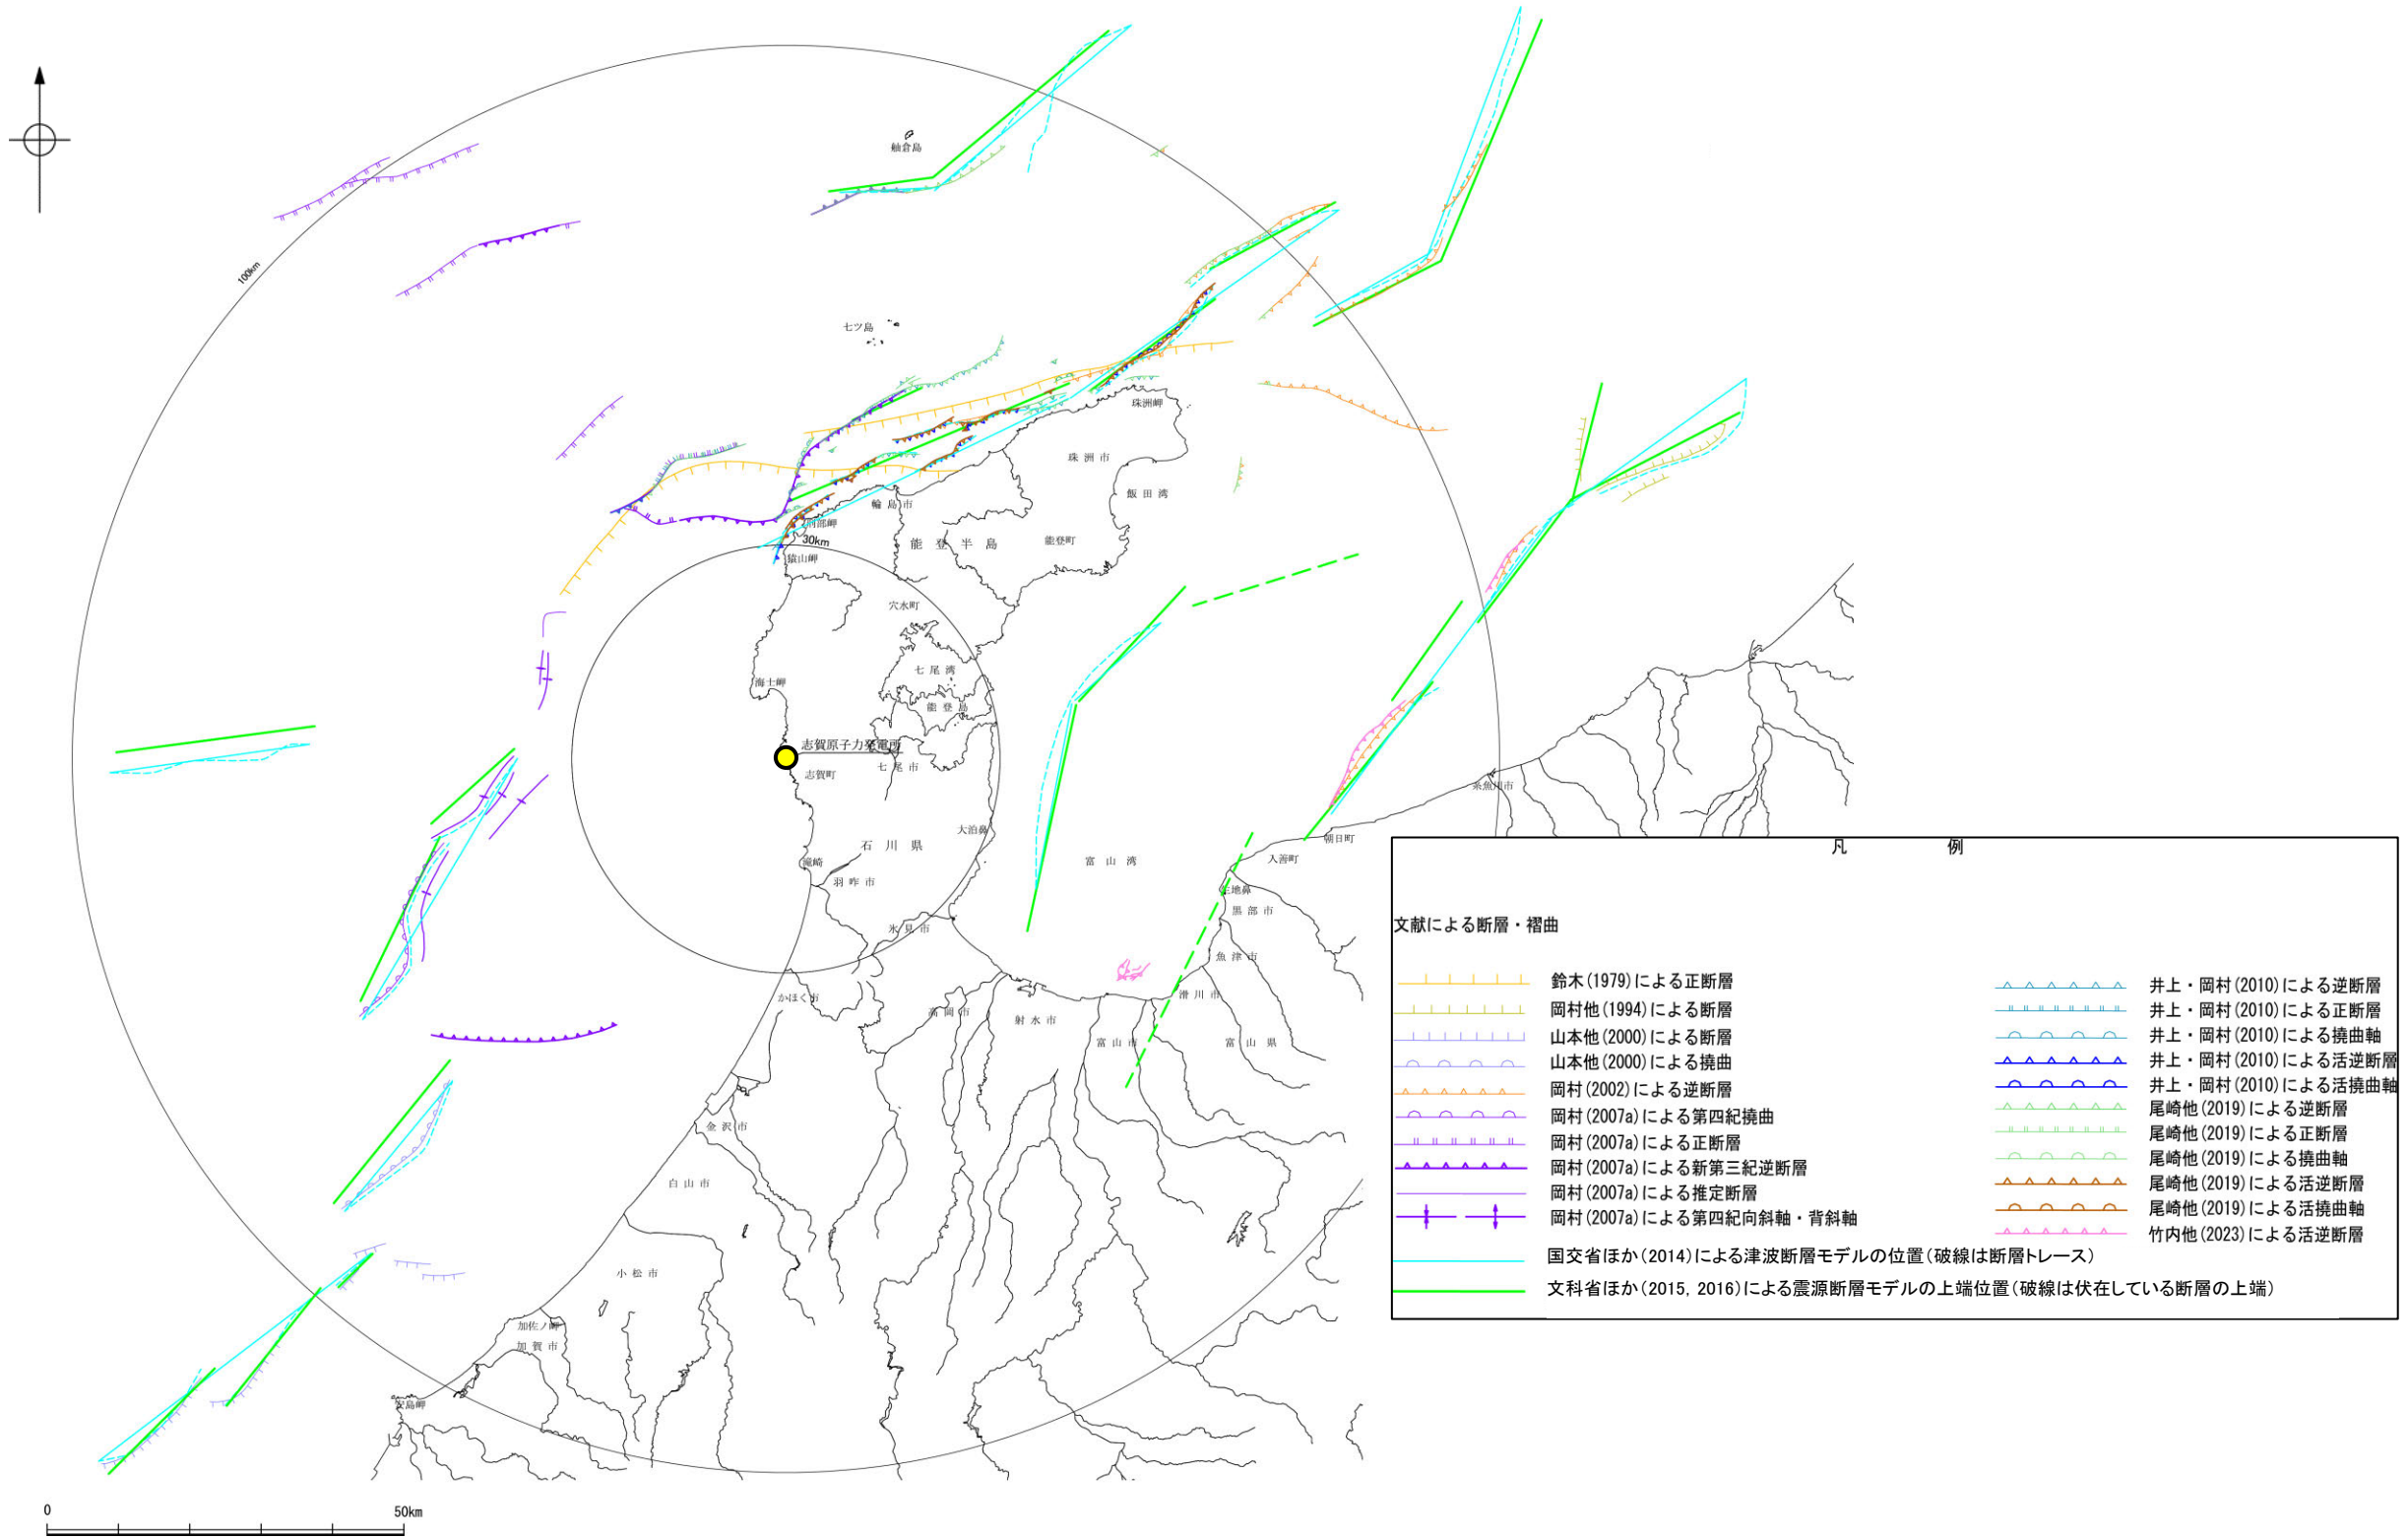 舳倉島
100km
七ツ島
珠洲岬
珠洲市
飯田湾
輪島市
猿山岬
30km
能登半島
能登町
穴水町
七尾湾
海士岬
能登島
志賀原子力発電所
七尾市
志賀町
糸魚川市
大泊鼻
朝日町
石川県
滝崎
富山湾
入善町
羽咋市
生地鼻
黒部市
氷見市
魚津市
かほく市
滑川市
高岡市
射水市
富山市
富山県
金沢市
白山市
小松市
加佐ノ岬
加賀市
安島岬
0
50km
凡例
文献による断層・褶曲
鈴木(1979)による正断層
岡村他(1994)による断層
山本他(2000)による断層
山本他(2000)による撓曲
岡村(2002)による逆断層
岡村(2007a)による第四紀撓曲
岡村(2007a)による正断層
岡村(2007a)による新第三紀逆断層
岡村(2007a)による推定断層
岡村(2007a)による第四紀向斜軸・背斜軸
井上・岡村(2010)による逆断層
井上・岡村(2010)による正断層
井上・岡村(2010)による撓曲軸
井上・岡村(2010)による活逆断層
井上・岡村(2010)による活撓曲軸
尾崎他(2019)による逆断層
尾崎他(2019)による正断層
尾崎他(2019)による撓曲軸
尾崎他(2019)による活逆断層
尾崎他(2019)による活撓曲軸
竹内他(2023)による活逆断層
国交省ほか(2014)による津波断層モデルの位置(破線は断層トレース)
文科省ほか(2015, 2016)による震源断層モデルの上端位置(破線は伏在している断層の上端)